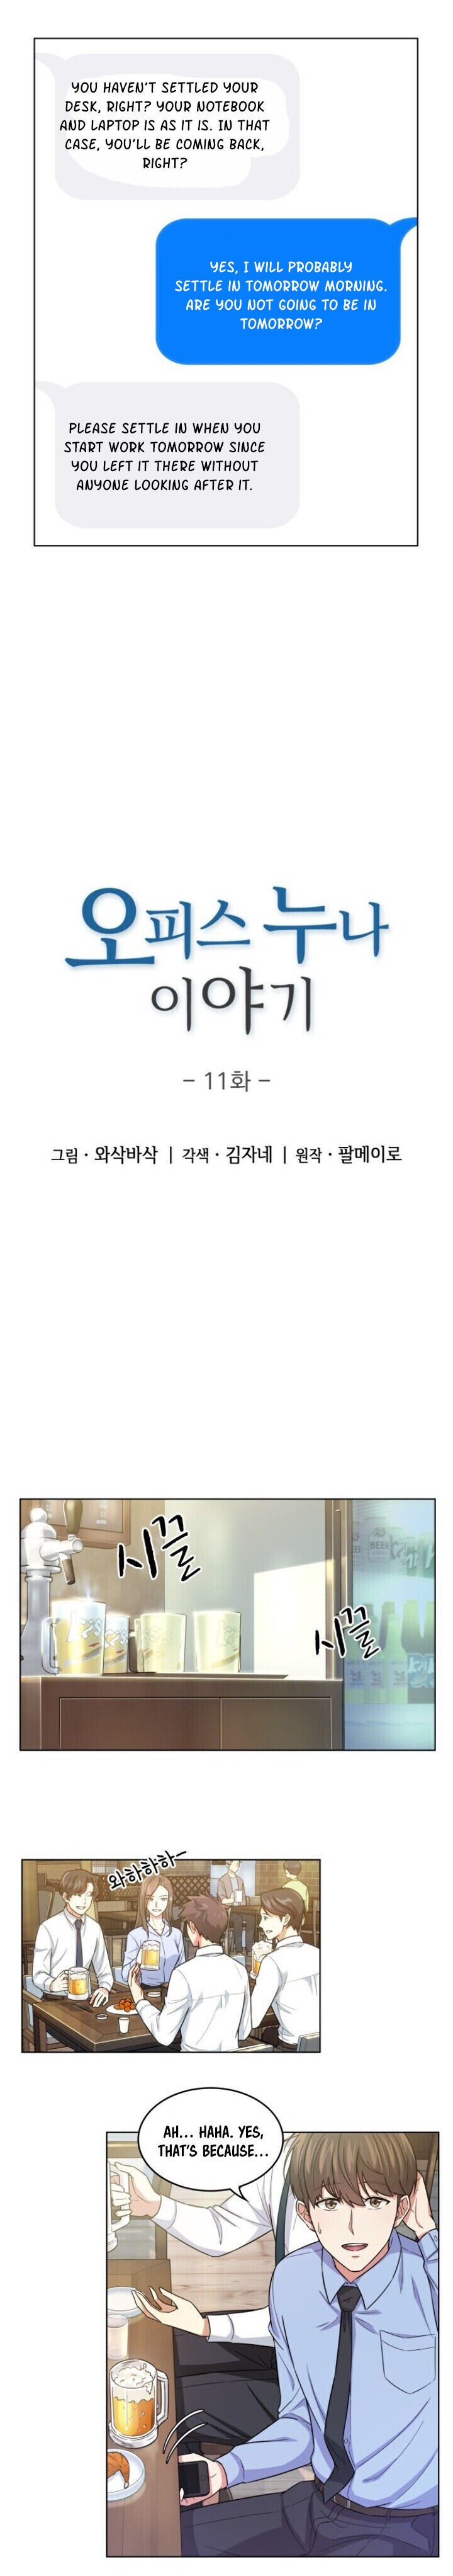 YOU HAVEN'T SETTLED YOUR
DESK, RIGHT? YOUR NOTEBOOK
AND LAPTOP IS AS IT IS. IN THAT
CASE, YOU'LL BE COMING BACK,
RIGHT?
YES, I WILL PROBABLY
SETTLE IN TOMORROW MORNING.
ARE YOU NOT GOING TO BE IN
TOMORROW?
PLEASE SETTLE IN WHEN YOU
START WORK TOMORROW SINCE
YOU LEFT IT THERE WITHOUT
ANYONE LOOKING AFTER IT.
오피스 누나
이야기
- 11화 -
그림 · 와삭바삭 | 각색 · 김자네 | 원작 · 팔메이로
시끌
시끌
BEER
와하하하-
AH... HAHA. YES,
THAT'S BECAUSE...